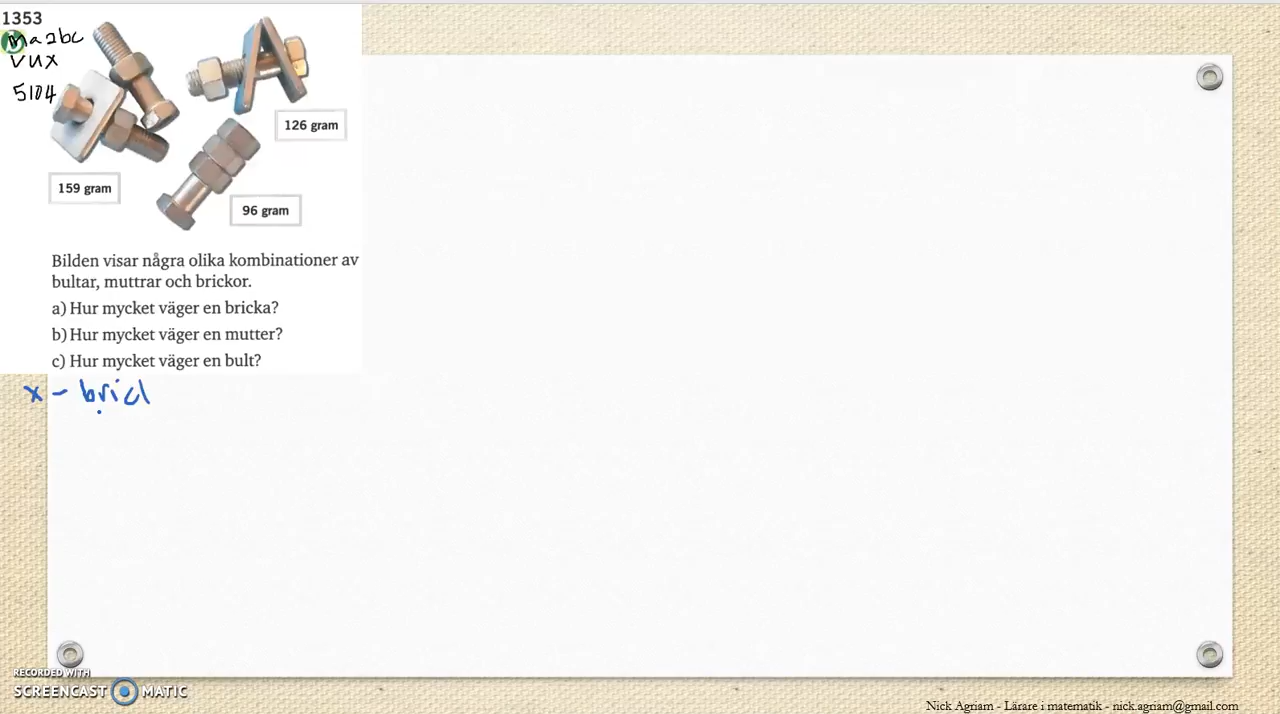 1353
ma2bc
VUX
5104
126 gram
159 gram
96 gram
Bilden visar några olika kombinationer av
bultar, muttrar och brickor.
a) Hur mycket väger en bricka?
b) Hur mycket väger en mutter?
c) Hur mycket väger en bult?
x - bricl
RECORDED WITH
SCREENCAST MATIC
Nick Agriam - Lärare i matematik - nick.agriam@gmail.com